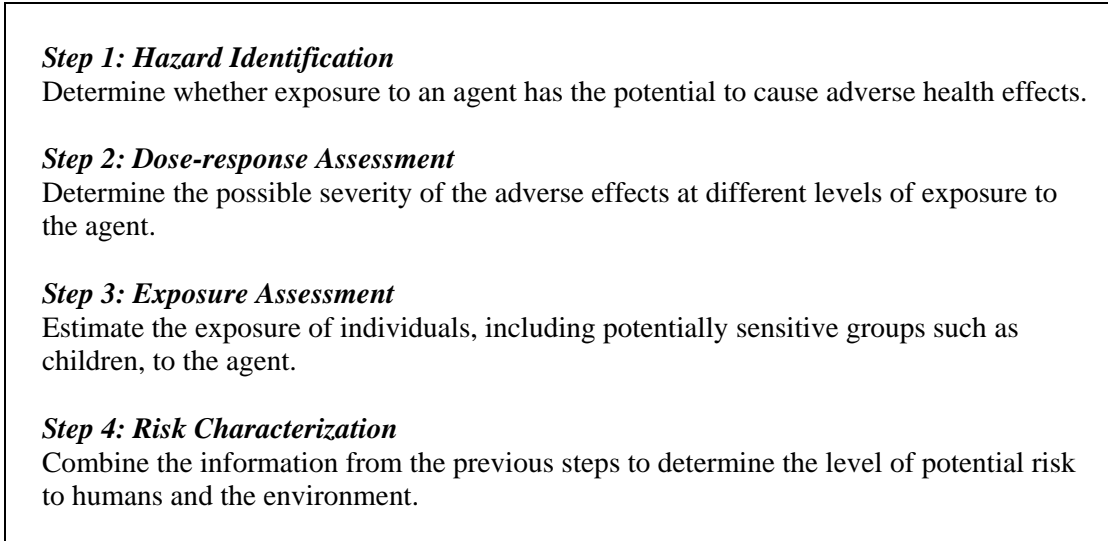 Step 1: Hazard Identification
Determine whether exposure to an agent has the potential to cause adverse health effects.
Step 2: Dose-response Assessment
Determine the possible severity of the adverse effects at different levels of exposure to
the agent.
Step 3: Exposure Assessment
Estimate the exposure of individuals, including potentially sensitive groups such as
children, to the agent.
Step 4: Risk Characterization
Combine the information from the previous steps to determine the level of potential risk
to humans and the environment.